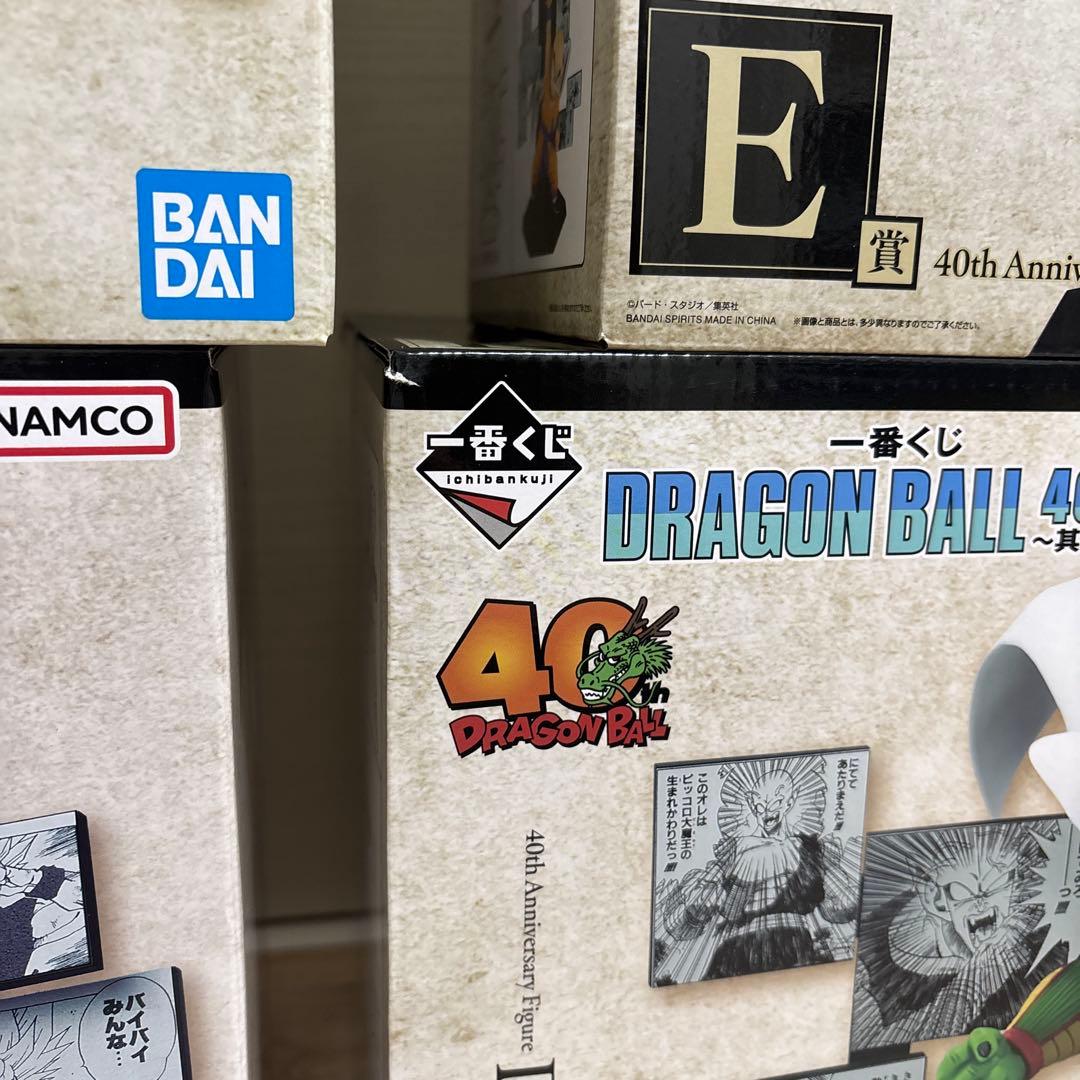 BAN
DAI
E
賞
40th Anniv
©バード・スタジオ／集英社
BANDAI SPIRITS MADE IN CHINA
※画像と商品とは、多少異なりますのでご了承ください。
NAMCO
一番くじ
ichibankuji
一番くじ
DRAGON BALL 40
～其
40th
DRAGON BALL
にてて
あたりまえだ!!!
このオレは
ピッコロ大魔王の
生まれかわりだっ!!!
40th Anniversary Figure
バイバイ
みんな…